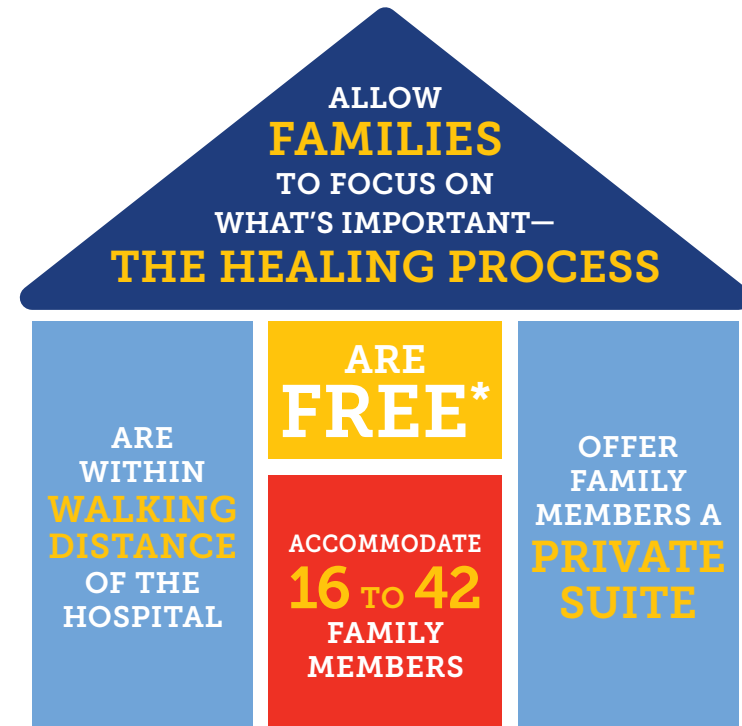 ALLOW
FAMILIES
TO FOCUS ON
WHAT'S IMPORTANT—
THE HEALING PROCESS
ARE
WITHIN
WALKING
DISTANCE
OF THE
HOSPITAL
ARE
FREE*
ACCOMMODATE
16 TO 42
FAMILY
MEMBERS
OFFER
FAMILY
MEMBERS A
PRIVATE
SUITE